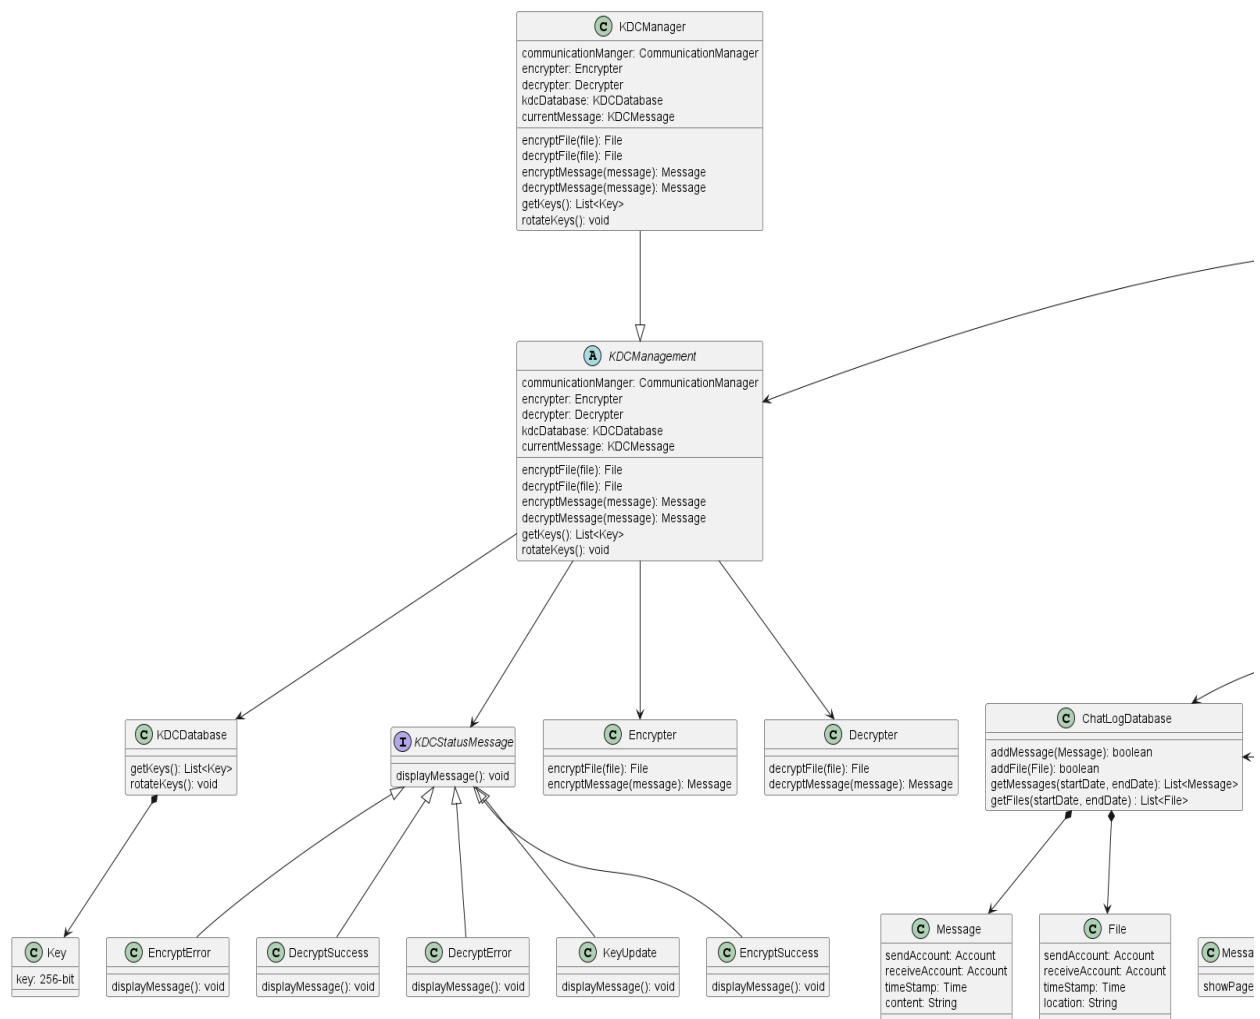 C KDCManager
communicationManger: CommunicationManager
encrypter: Encrypter
decrypter: Decrypter
kdcDatabase: KDCDatabase
currentMessage: KDCMessage
encryptFile(file): File
decryptFile(file): File
encryptMessage(message): Message
decryptMessage(message): Message
getKeys(): List<Key>
rotateKeys(): void
A KDCManagement
communicationManger: CommunicationManager
encrypter: Encrypter
decrypter: Decrypter
kdcDatabase: KDCDatabase
currentMessage: KDCMessage
encryptFile(file): File
decryptFile(file): File
encryptMessage(message): Message
decryptMessage(message): Message
getKeys(): List<Key>
rotateKeys(): void
C KDCDatabase
getKeys(): List<Key>
rotateKeys(): void
I KDCStatusMessage
displayMessage(): void
C Encrypter
encryptFile(file): File
encryptMessage(message): Message
C Decrypter
decryptFile(file): File
decryptMessage(message): Message
C ChatLogDatabase
addMessage(Message): boolean
addFile(File): boolean
getMessages(startDate, endDate): List<Message>
getFiles(startDate, endDate) : List<File>
C Key
key: 256-bit
C EncryptError
displayMessage(): void
C DecryptSuccess
displayMessage(): void
C DecryptError
displayMessage(): void
C KeyUpdate
displayMessage(): void
C EncryptSuccess
displayMessage(): void
C Message
sendAccount: Account
receiveAccount: Account
timeStamp: Time
content: String
C File
sendAccount: Account
receiveAccount: Account
timeStamp: Time
location: String
C Messa
showPage